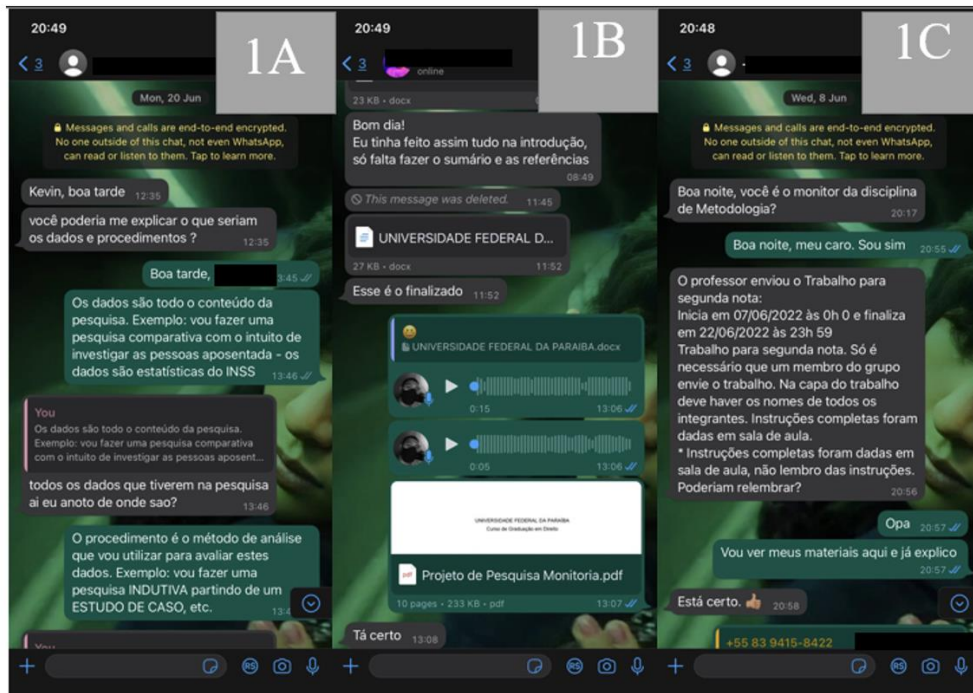 20:49
1A
3
Mon, 20 Jun
Messages and calls are end-to-end encrypted.
No one outside of this chat, not even WhatsApp,
can read or listen to them. Tap to learn more.
Kevin, boa tarde 12:35
você poderia me explicar o que seriam
os dados e procedimentos ? 12:35
Boa tarde, 3:45
Os dados são todo o conteúdo da
pesquisa. Exemplo: vou fazer uma
pesquisa comparativa com o intuito de
investigar as pessoas aposentada - os
dados são estatísticas do INSS 13:46
You
Os dados são todo o conteúdo da pesquisa.
Exemplo: vou fazer uma pesquisa comparativa
com o intuito de investigar as pessoas aposent...
todos os dados que tiverem na pesquisa
ai eu anoto de onde sao? 13:46
O procedimento é o método de análise
que vou utilizar para avaliar estes
dados. Exemplo: vou fazer uma
pesquisa INDUTIVA partindo de um
ESTUDO DE CASO, etc. 13:4
You
20:49
1B
3
online
23 KB • docx
Bom dia!
Eu tinha feito assim tudo na introdução,
só falta fazer o sumário e as referências
08:49
This message was deleted. 11:45
UNIVERSIDADE FEDERAL D...
27 KB • docx 11:52
Esse é o finalizado 11:52
UNIVERSIDADE FEDERAL DA PARAIBA.docx
0:15 13:06
0:05 13:06
UNIVERSIDADE FEDERAL DA PARAÍBA
Curso de Graduação em Direito
pdf
Projeto de Pesquisa Monitoria.pdf
10 pages • 233 KB • pdf 13:07
Tá certo 13:08
20:48
1C
3
Wed, 8 Jun
Messages and calls are end-to-end encrypted.
No one outside of this chat, not even WhatsApp,
can read or listen to them. Tap to learn more.
Boa noite, você é o monitor da disciplina
de Metodologia? 20:17
Boa noite, meu caro. Sou sim 20:55
O professor enviou o Trabalho para
segunda nota:
Inicia em 07/06/2022 às 0h 0 e finaliza
em 22/06/2022 às 23h 59
Trabalho para segunda nota. Só é
necessário que um membro do grupo
envie o trabalho. Na capa do trabalho
deve haver os nomes de todos os
integrantes. Instruções completas foram
dadas em sala de aula.
* Instruções completas foram dadas em
sala de aula, não lembro das instruções.
Poderiam relembrar? 20:56
Opa 20:57
Vou ver meus materiais aqui e já explico
20:57
Está certo. 20:58
+55 83 9415-8422
RS
RS
RS